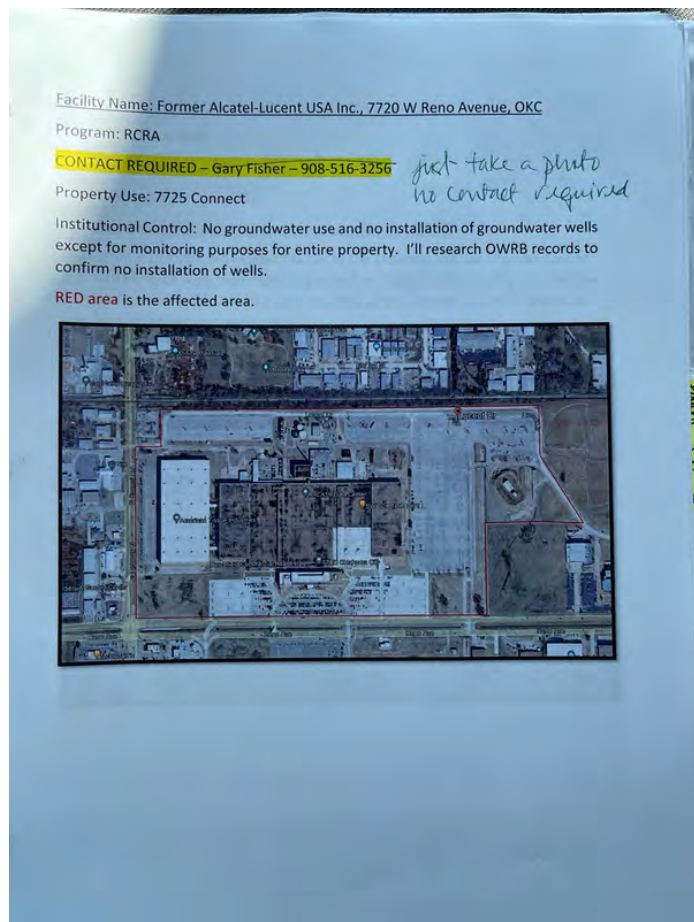 Facility Name: Former Alcatel-Lucent USA Inc., 7720 W Reno Avenue, OKC
Program: RCRA
CONTACT REQUIRED – Gary Fisher – 908-516-3256
just take a photo
no contact required
Property Use: 7725 Connect
Institutional Control: No groundwater use and no installation of groundwater wells
except for monitoring purposes for entire property. I'll research OWRB records to
confirm no installation of wells.
RED area is the affected area.